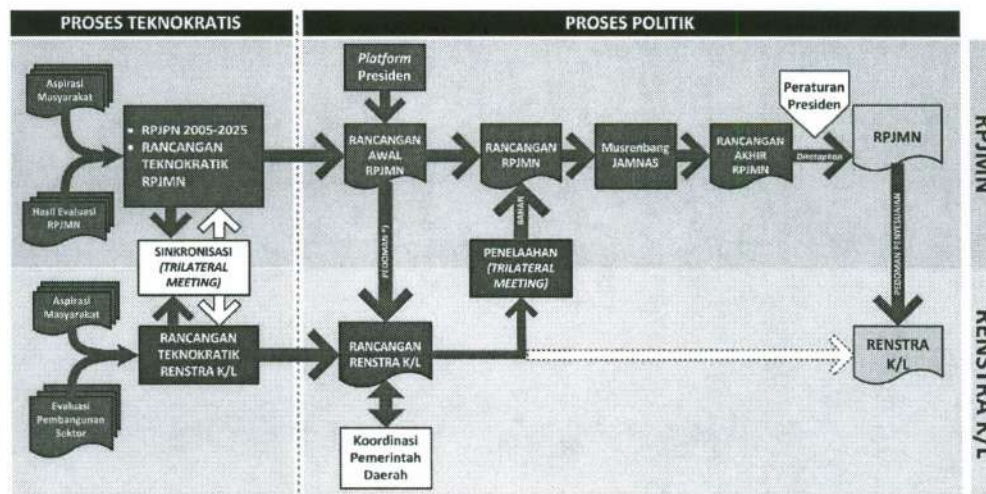 PROSES TEKNOKRATIS
PROSES POLITIK
Aspirasi
Masyarakat
Hasil Evaluasi
RPJMN
• RPJPN 2005-2025
• RANCANGAN
TEKNOKRATIK
RPJMN
Platform
Presiden
RANCANGAN
AWAL
RPJMN
RANCANGAN
RPJMN
Musrenbang
JAMNAS
RANCANGAN
AKHIR
RPJMN
Peraturan
Presiden
Ditetapkan
RPJMN
RPJMN
SINKRONISASI
(TRILATERAL
MEETING)
PEDOMAN *)
BAHAN
PENELAAHAN
(TRILATERAL
MEETING)
PEDOMAN PENYESUAIAN
Aspirasi
Masyarakat
Evaluasi
Pembangunan
Sektor
RANCANGAN
TEKNOKRATIK
RENSTRA K/L
RANCANGAN
RENSTRA K/L
Koordinasi
Pemerintah
Daerah
RENSTRA
K/L
RENSTRA K/L